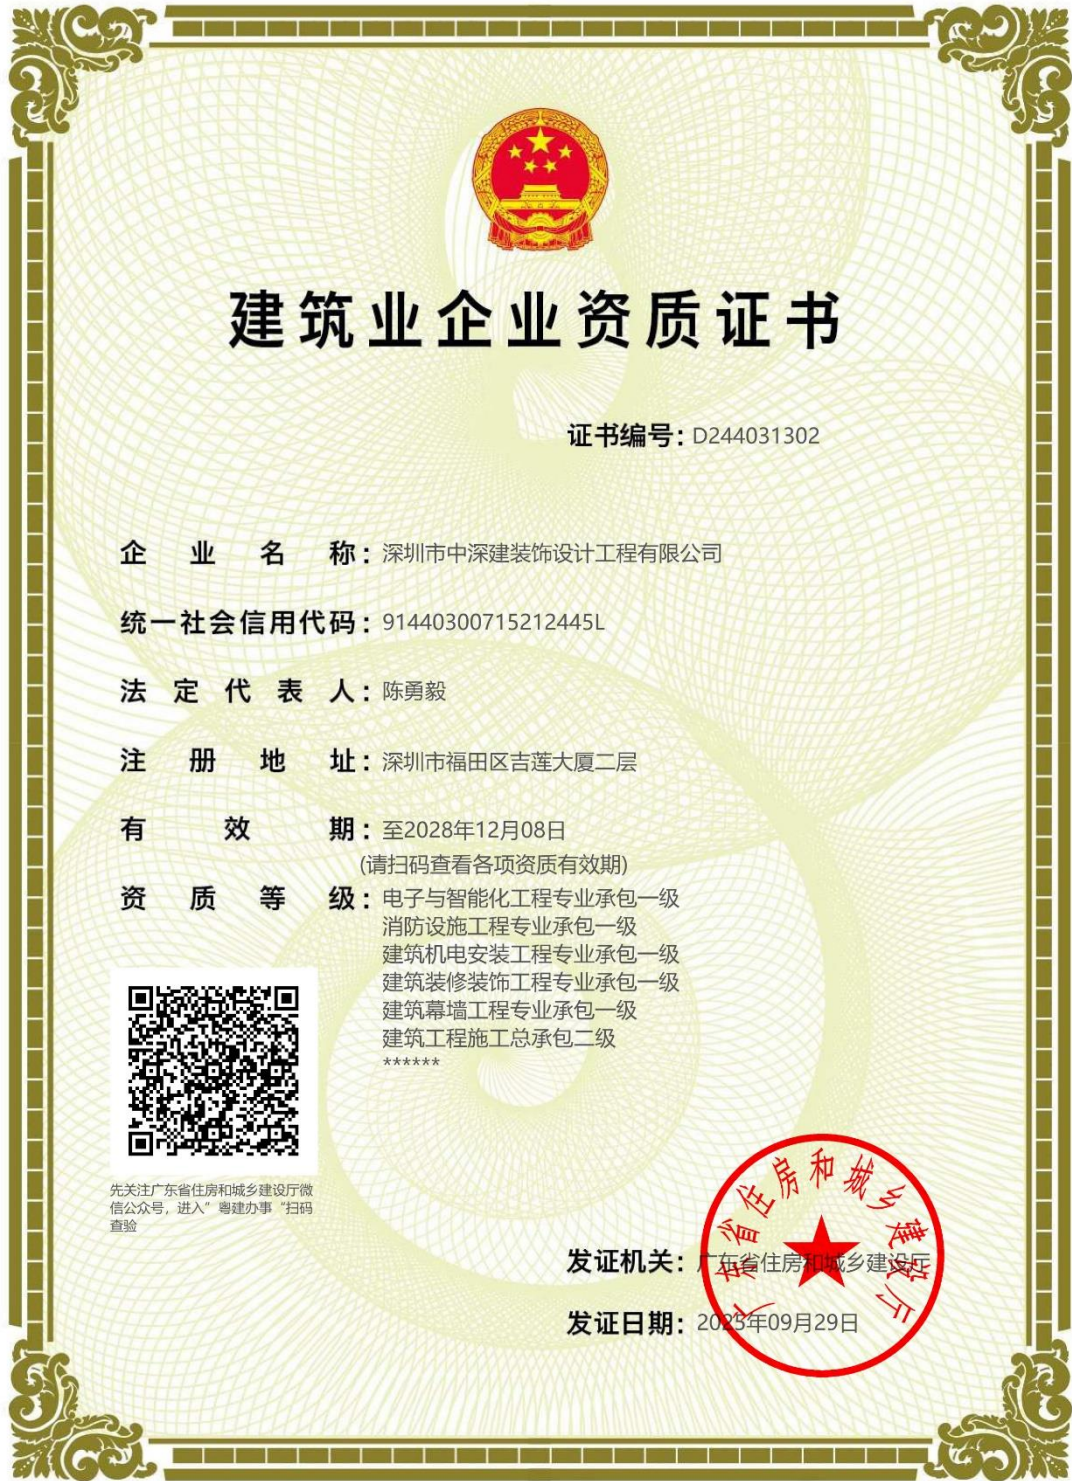 建筑业企业资质证书
证书编号：D244031302
企业名称：深圳市中深建装饰设计工程有限公司
统一社会信用代码：91440300715212445L
法定代表人：陈勇毅
注册地址：深圳市福田区吉莲大厦二层
有效期：至2028年12月08日
(请扫码查看各项资质有效期)
资质等级：电子与智能化工程专业承包一级
消防设施工程专业承包一级
建筑机电安装工程专业承包一级
建筑装修装饰工程专业承包一级
建筑幕墙工程专业承包一级
建筑工程施工总承包二级
******
先关注广东省住房和城乡建设厅微
信公众号，进入”粤建办事“扫码
查验
广东省住房和城乡建设厅
发证机关：广东省住房和城乡建设厅
发证日期：2025年09月29日